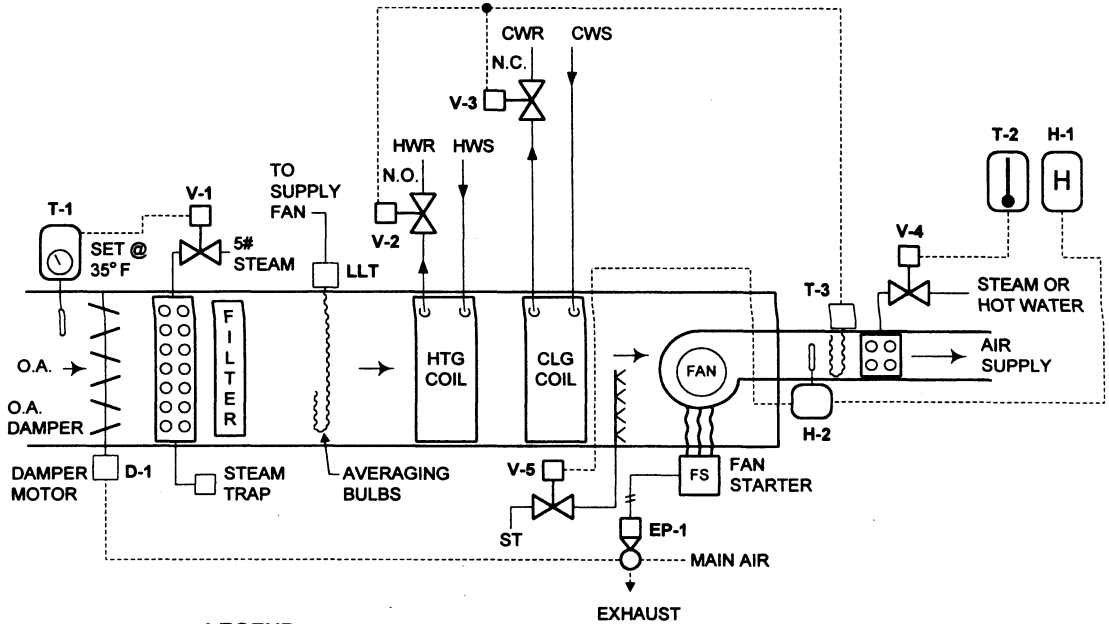 CWR
CWS
N.C.
V-3
T-2
H-1
H
HWR
HWS
TO
SUPPLY
FAN
N.O.
V-1
T-1
V-2
V-4
SET @
35° F
5#
STEAM
LLT
STEAM OR
HOT WATER
T-3
FILTER
O.A.
HTG
COIL
CLG
COIL
FAN
AIR
SUPPLY
O.A.
DAMPER
H-2
DAMPER
MOTOR
D-1
STEAM
TRAP
AVERAGING
BULBS
V-5
FS
FAN
STARTER
ST
EP-1
MAIN AIR
EXHAUST